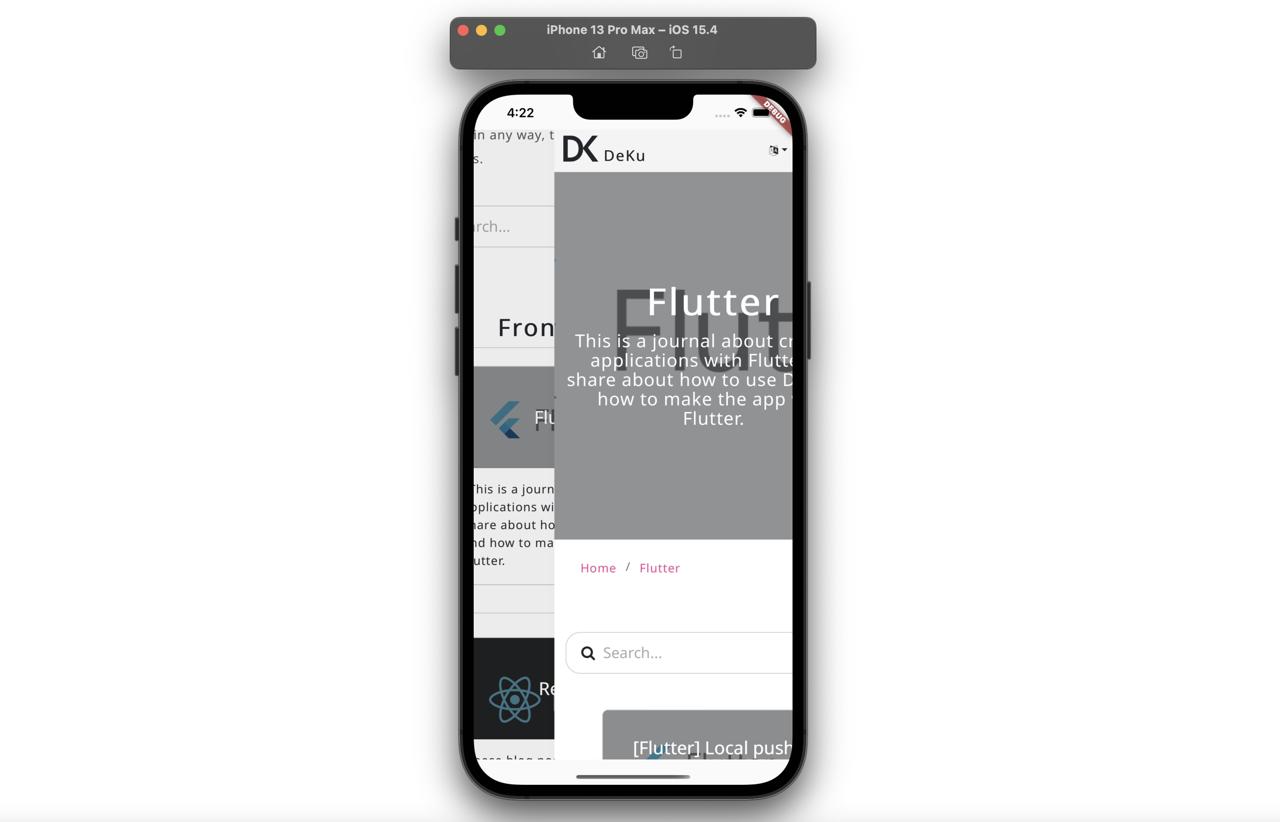 iPhone 13 Pro Max – iOS 15.4
4:22
DEBUG
in any way, t
s.
rch...
Fron
Flu
This is a journ
pplications wi
hare about ho
nd how to ma
utter.
Re
DK DeKu
Flutter
Flut
This is a journal about cr
applications with Flutte
share about how to use D
how to make the app
Flutter.
Home / Flutter
Search...
[Flutter] Local push